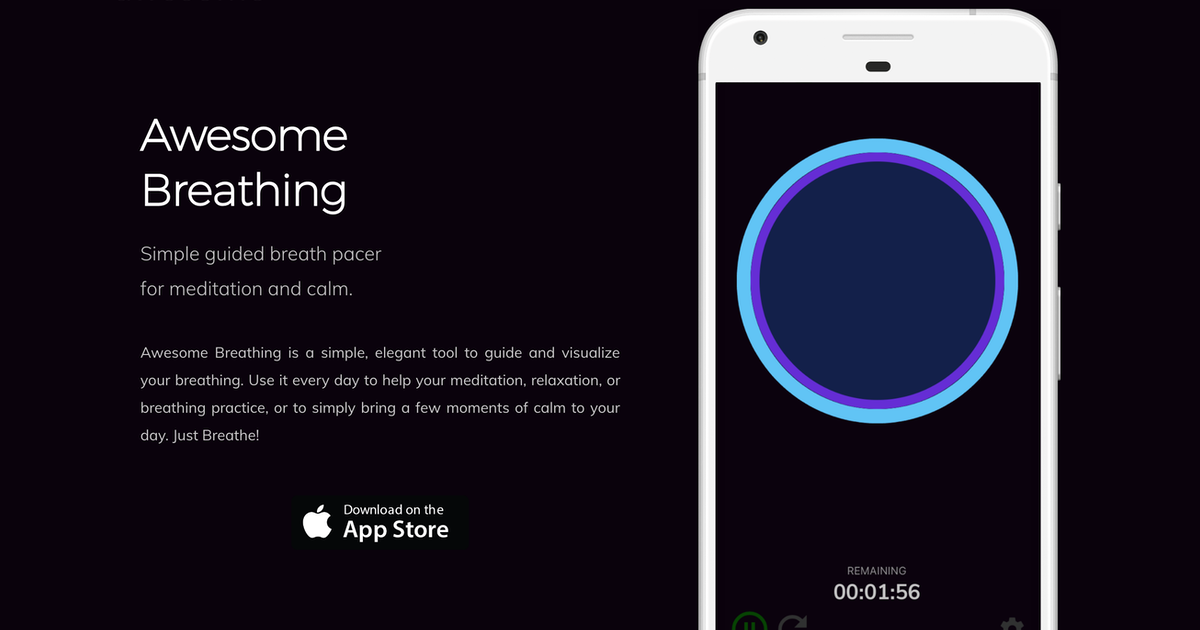 Awesome
Breathing
Simple guided breath pacer
for meditation and calm.
Awesome Breathing is a simple, elegant tool to guide and visualize
your breathing. Use it every day to help your meditation, relaxation, or
breathing practice, or to simply bring a few moments of calm to your
day. Just Breathe!
Download on the
App Store
REMAINING
00:01:56